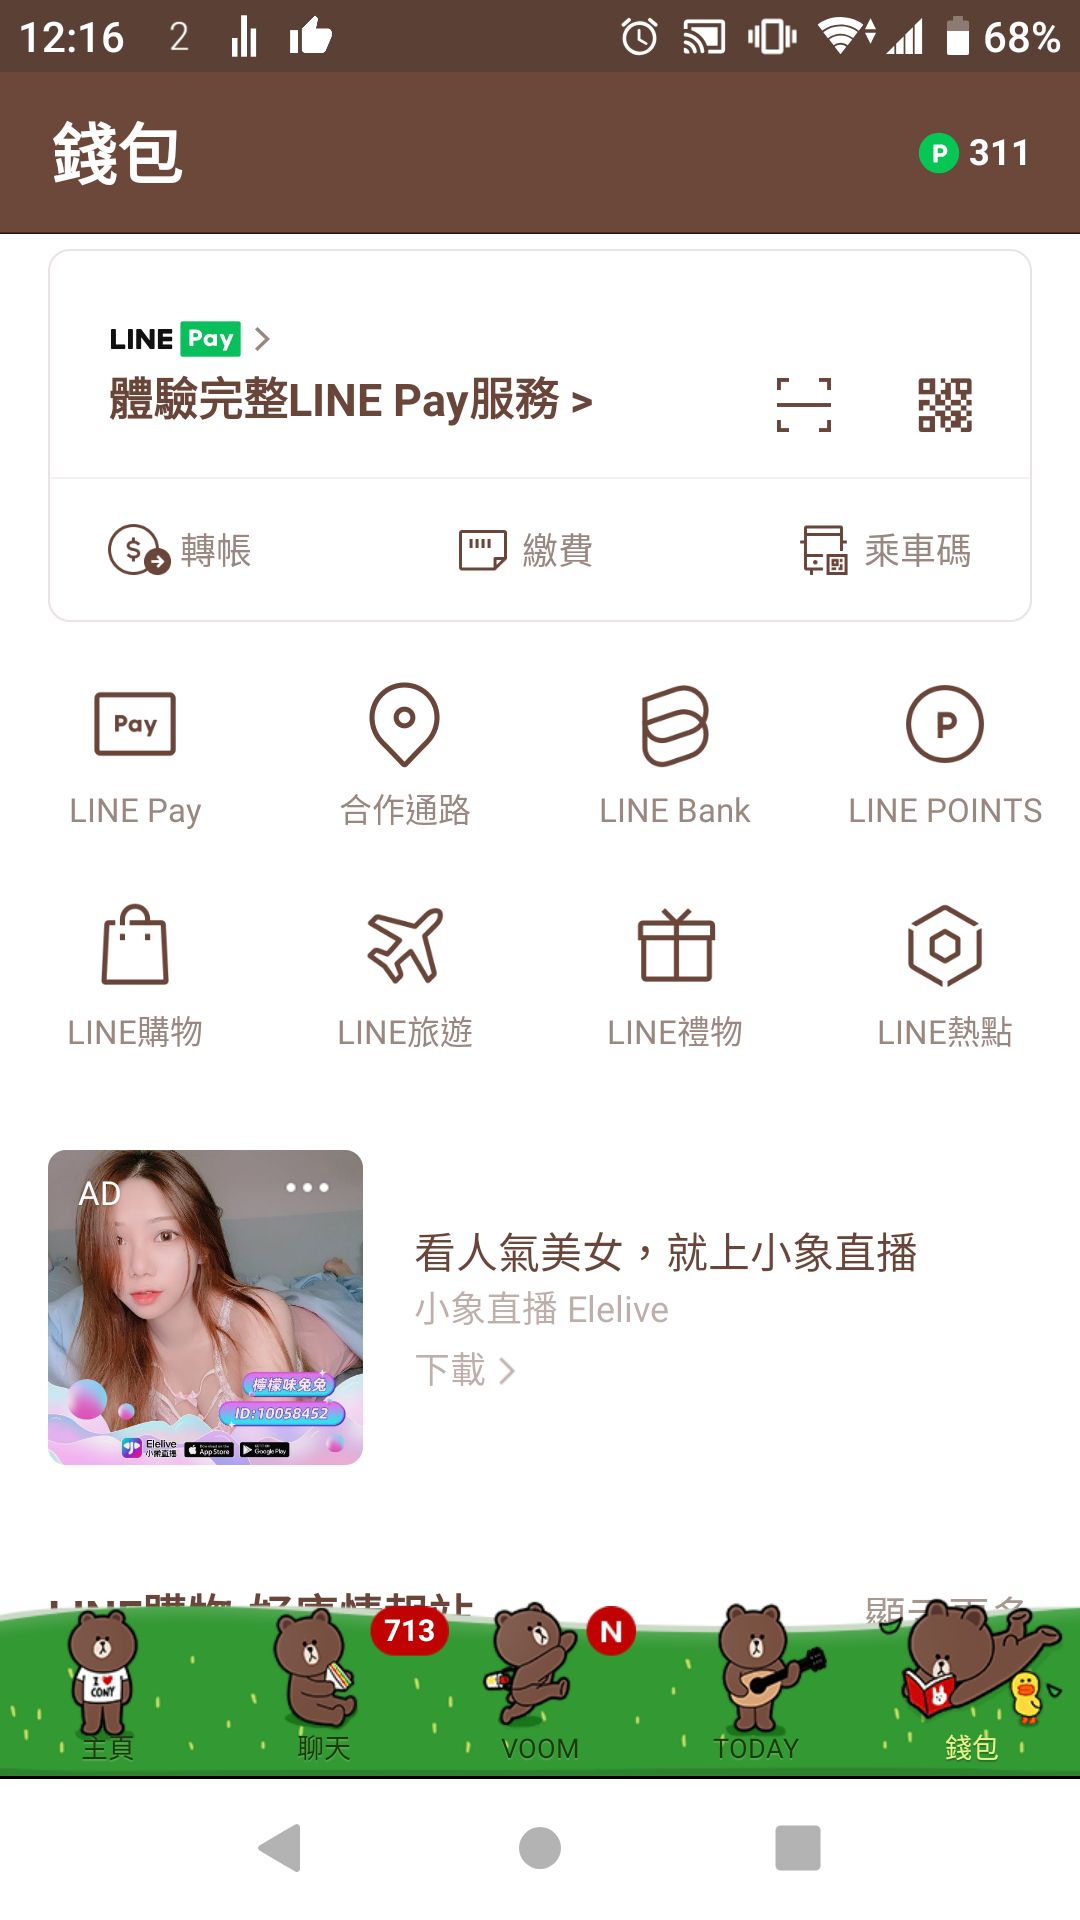 12:16 2 68%
錢包
P 311
LINE Pay
體驗完整LINE Pay服務 >
轉帳 繳費 乘車碼
Pay P
LINE Pay 合作通路 LINE Bank LINE POINTS
LINE購物 LINE旅遊 LINE禮物 LINE熱點
AD
看人氣美女，就上小象直播
小象直播 Elelive
下載
檸檬味兔兔
ID:10058452
Elelive
小象直播
App Store
Google Play
713 N
I ❤ CONY
主頁 聊天 VOOM TODAY 錢包